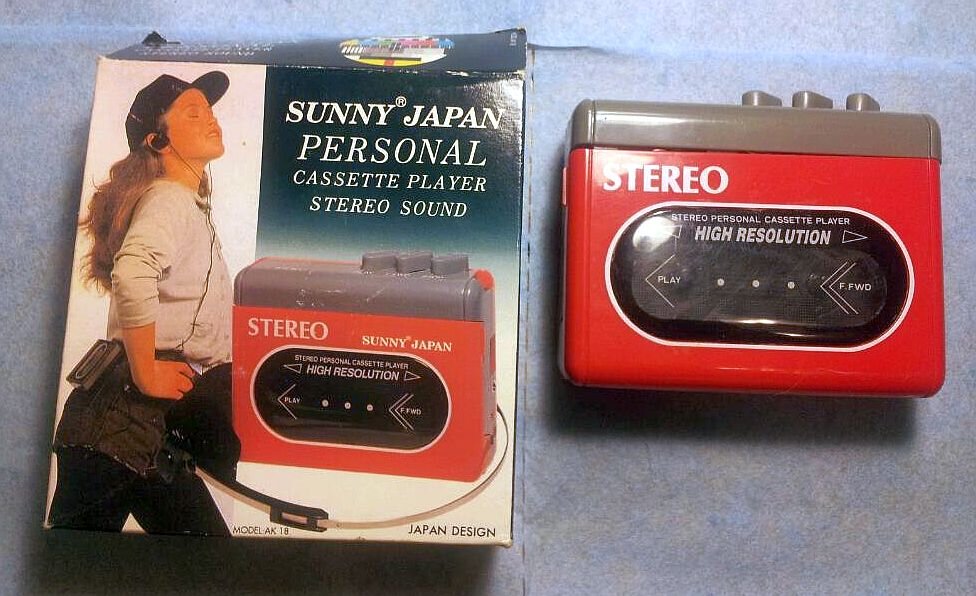 SUNNY® JAPAN
PERSONAL
CASSETTE PLAYER
STEREO SOUND
STEREO
SUNNY® JAPAN
STEREO PERSONAL CASSETTE PLAYER
HIGH RESOLUTION
PLAY
F.FWD
MODEL AK 18
JAPAN DESIGN
STEREO
STEREO PERSONAL CASSETTE PLAYER
HIGH RESOLUTION
PLAY
F.FWD